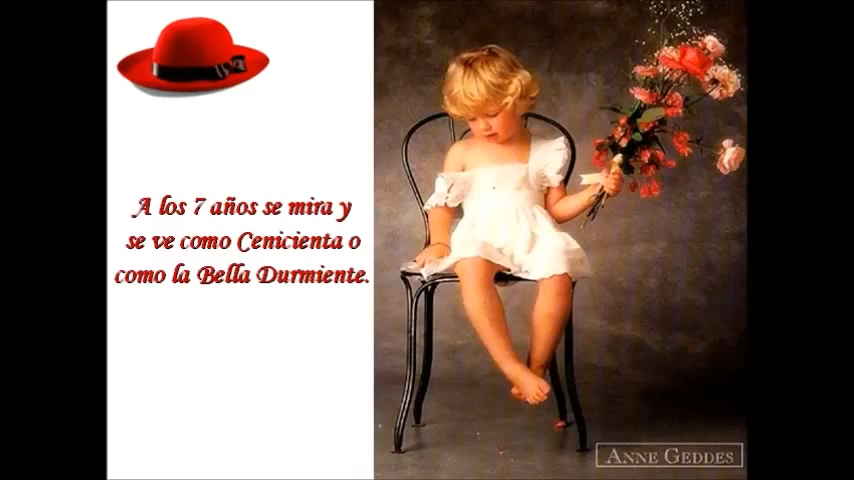 A los 7 años se mira y
se ve como Cenicienta o
como la Bella Durmiente.
ANNE GEDDES